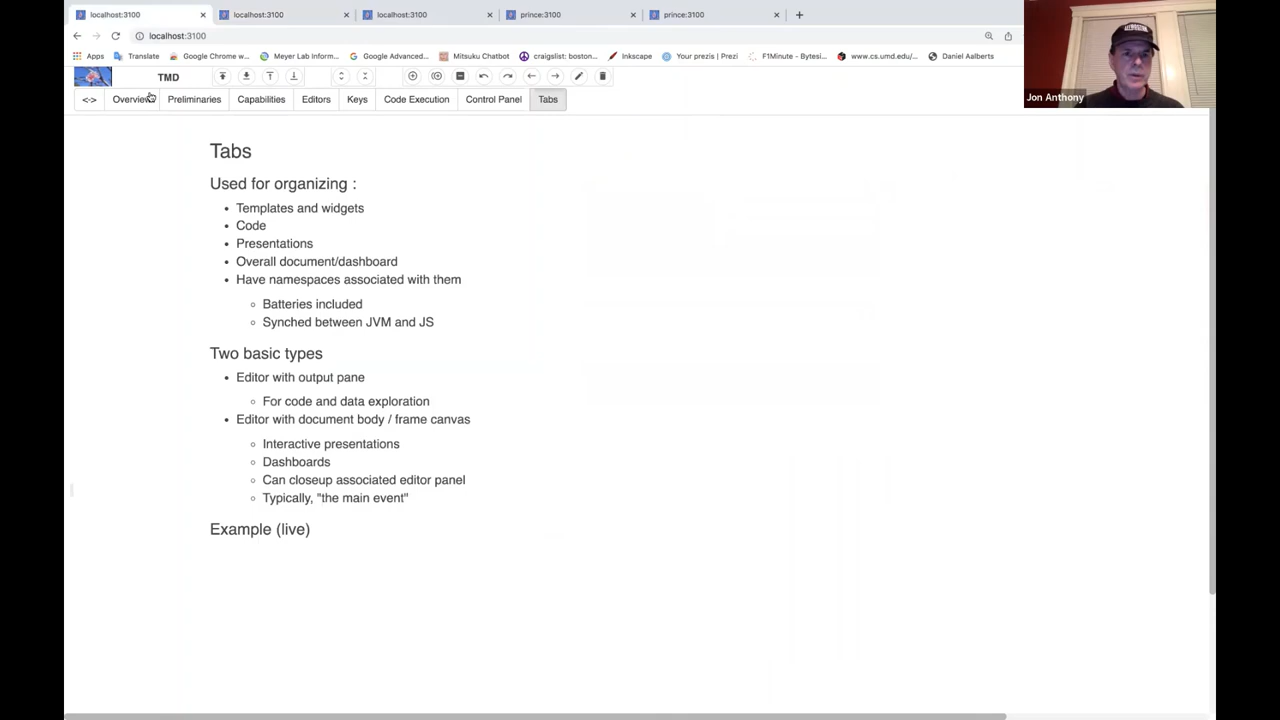 localhost:3100
localhost:3100
localhost:3100
prince:3100
prince:3100
localhost:3100
Apps
Translate
Google Chrome w...
Meyer Lab Inform...
Google Advanced...
Mitsuku Chatbot
craigslist: boston...
Inkscape
Your prezis | Prezi
F1Minute - Bytesi...
www.cs.umd.edu/...
Daniel Aalberts
TMD
<->
Overview
Preliminaries
Capabilities
Editors
Keys
Code Execution
Control Panel
Tabs
Jon Anthony
Tabs
Used for organizing :
Templates and widgets
Code
Presentations
Overall document/dashboard
Have namespaces associated with them
Batteries included
Synched between JVM and JS
Two basic types
Editor with output pane
For code and data exploration
Editor with document body / frame canvas
Interactive presentations
Dashboards
Can closeup associated editor panel
Typically, "the main event"
Example (live)